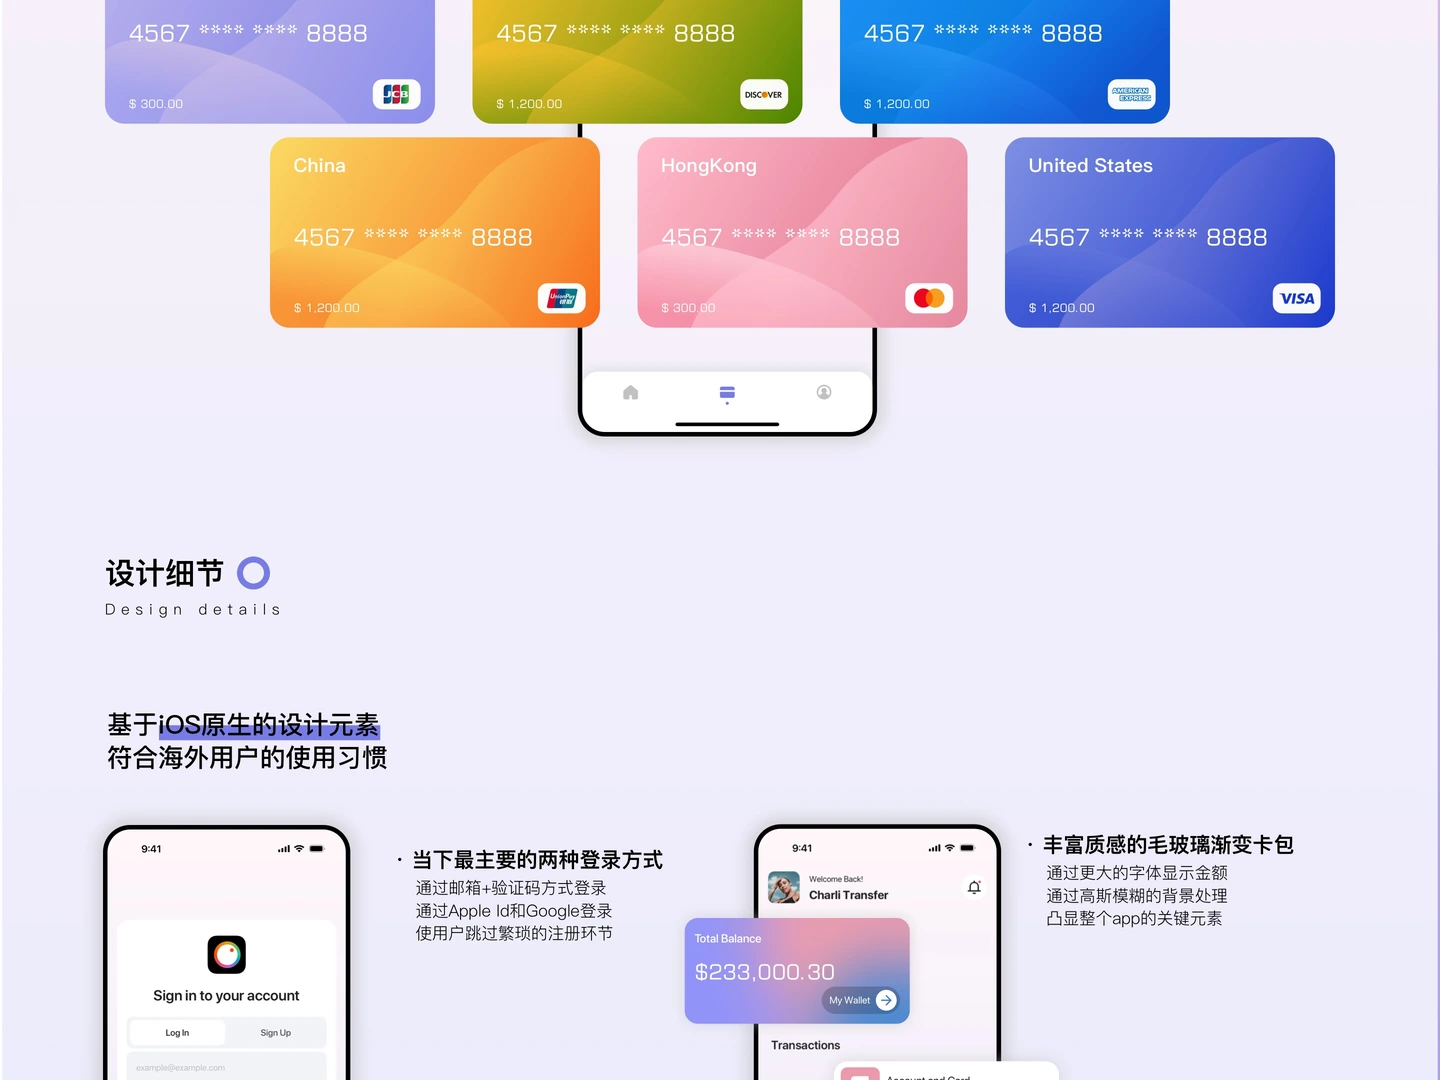 4567 **** **** 8888
4567 **** **** 8888
4567 **** **** 8888
$ 300.00
JCB
$ 1,200.00
DISCOVER
$ 1,200.00
AMERICAN
EXPRESS
China
HongKong
United States
4567 **** **** 8888
4567 **** **** 8888
4567 **** **** 8888
$ 1,200.00
UnionPay
银联
$ 300.00
$ 1,200.00
VISA
设计细节
Design details
基于iOS原生的设计元素
符合海外用户的使用习惯
9:41
Sign in to your account
Log In
Sign Up
example@example.com
· 当下最主要的两种登录方式
通过邮箱+验证码方式登录
通过Apple Id和Google登录
使用户跳过繁琐的注册环节
9:41
Welcome Back!
Charli Transfer
Total Balance
$233,000.30
My Wallet
Transactions
Account and Card
· 丰富质感的毛玻璃渐变卡包
通过更大的字体显示金额
通过高斯模糊的背景处理
凸显整个app的关键元素